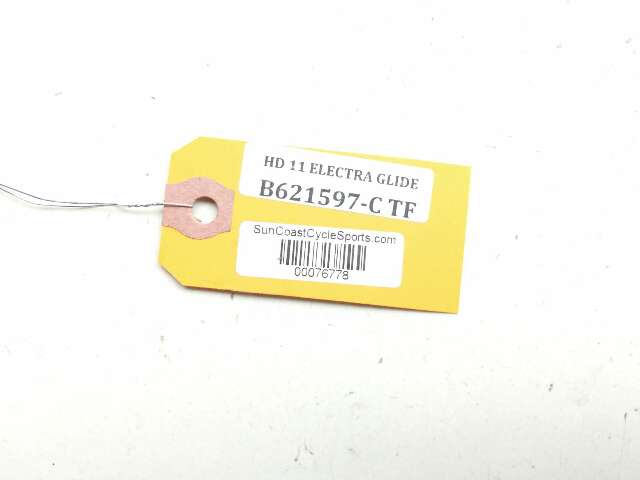 HD 11 ELECTRA GLIDE
B621597-C TF
SunCoastCycleSports.com
00076778